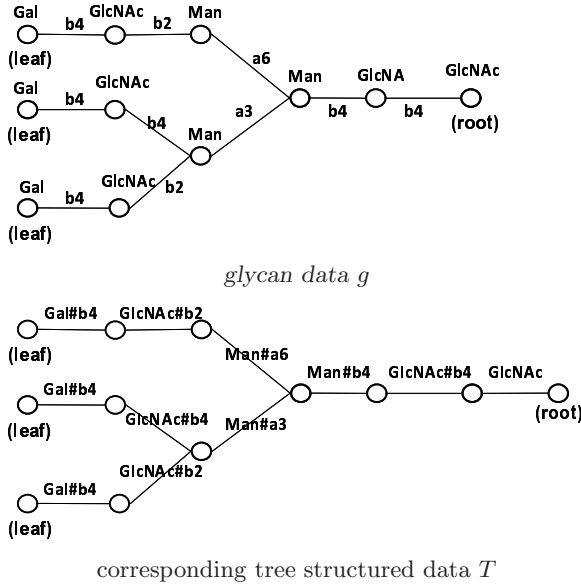 Gal GlcNAc Man
b4 b2
(leaf) a6
Man GlcNA GlcNAc
Gal GlcNAc
b4 b4 a3 b4 b4
(leaf) Man (root)
Gal GlcNAc b2
b4
(leaf)
glycan data g
Gal#b4 GlcNAc#b2
(leaf) Man#a6
Man#b4 GlcNAc#b4 GlcNAc
Gal#b4
(leaf) GlcNAc#b4 Man#a3 (root)
GlcNAc#b2
Gal#b4
(leaf)
corresponding tree structured data T